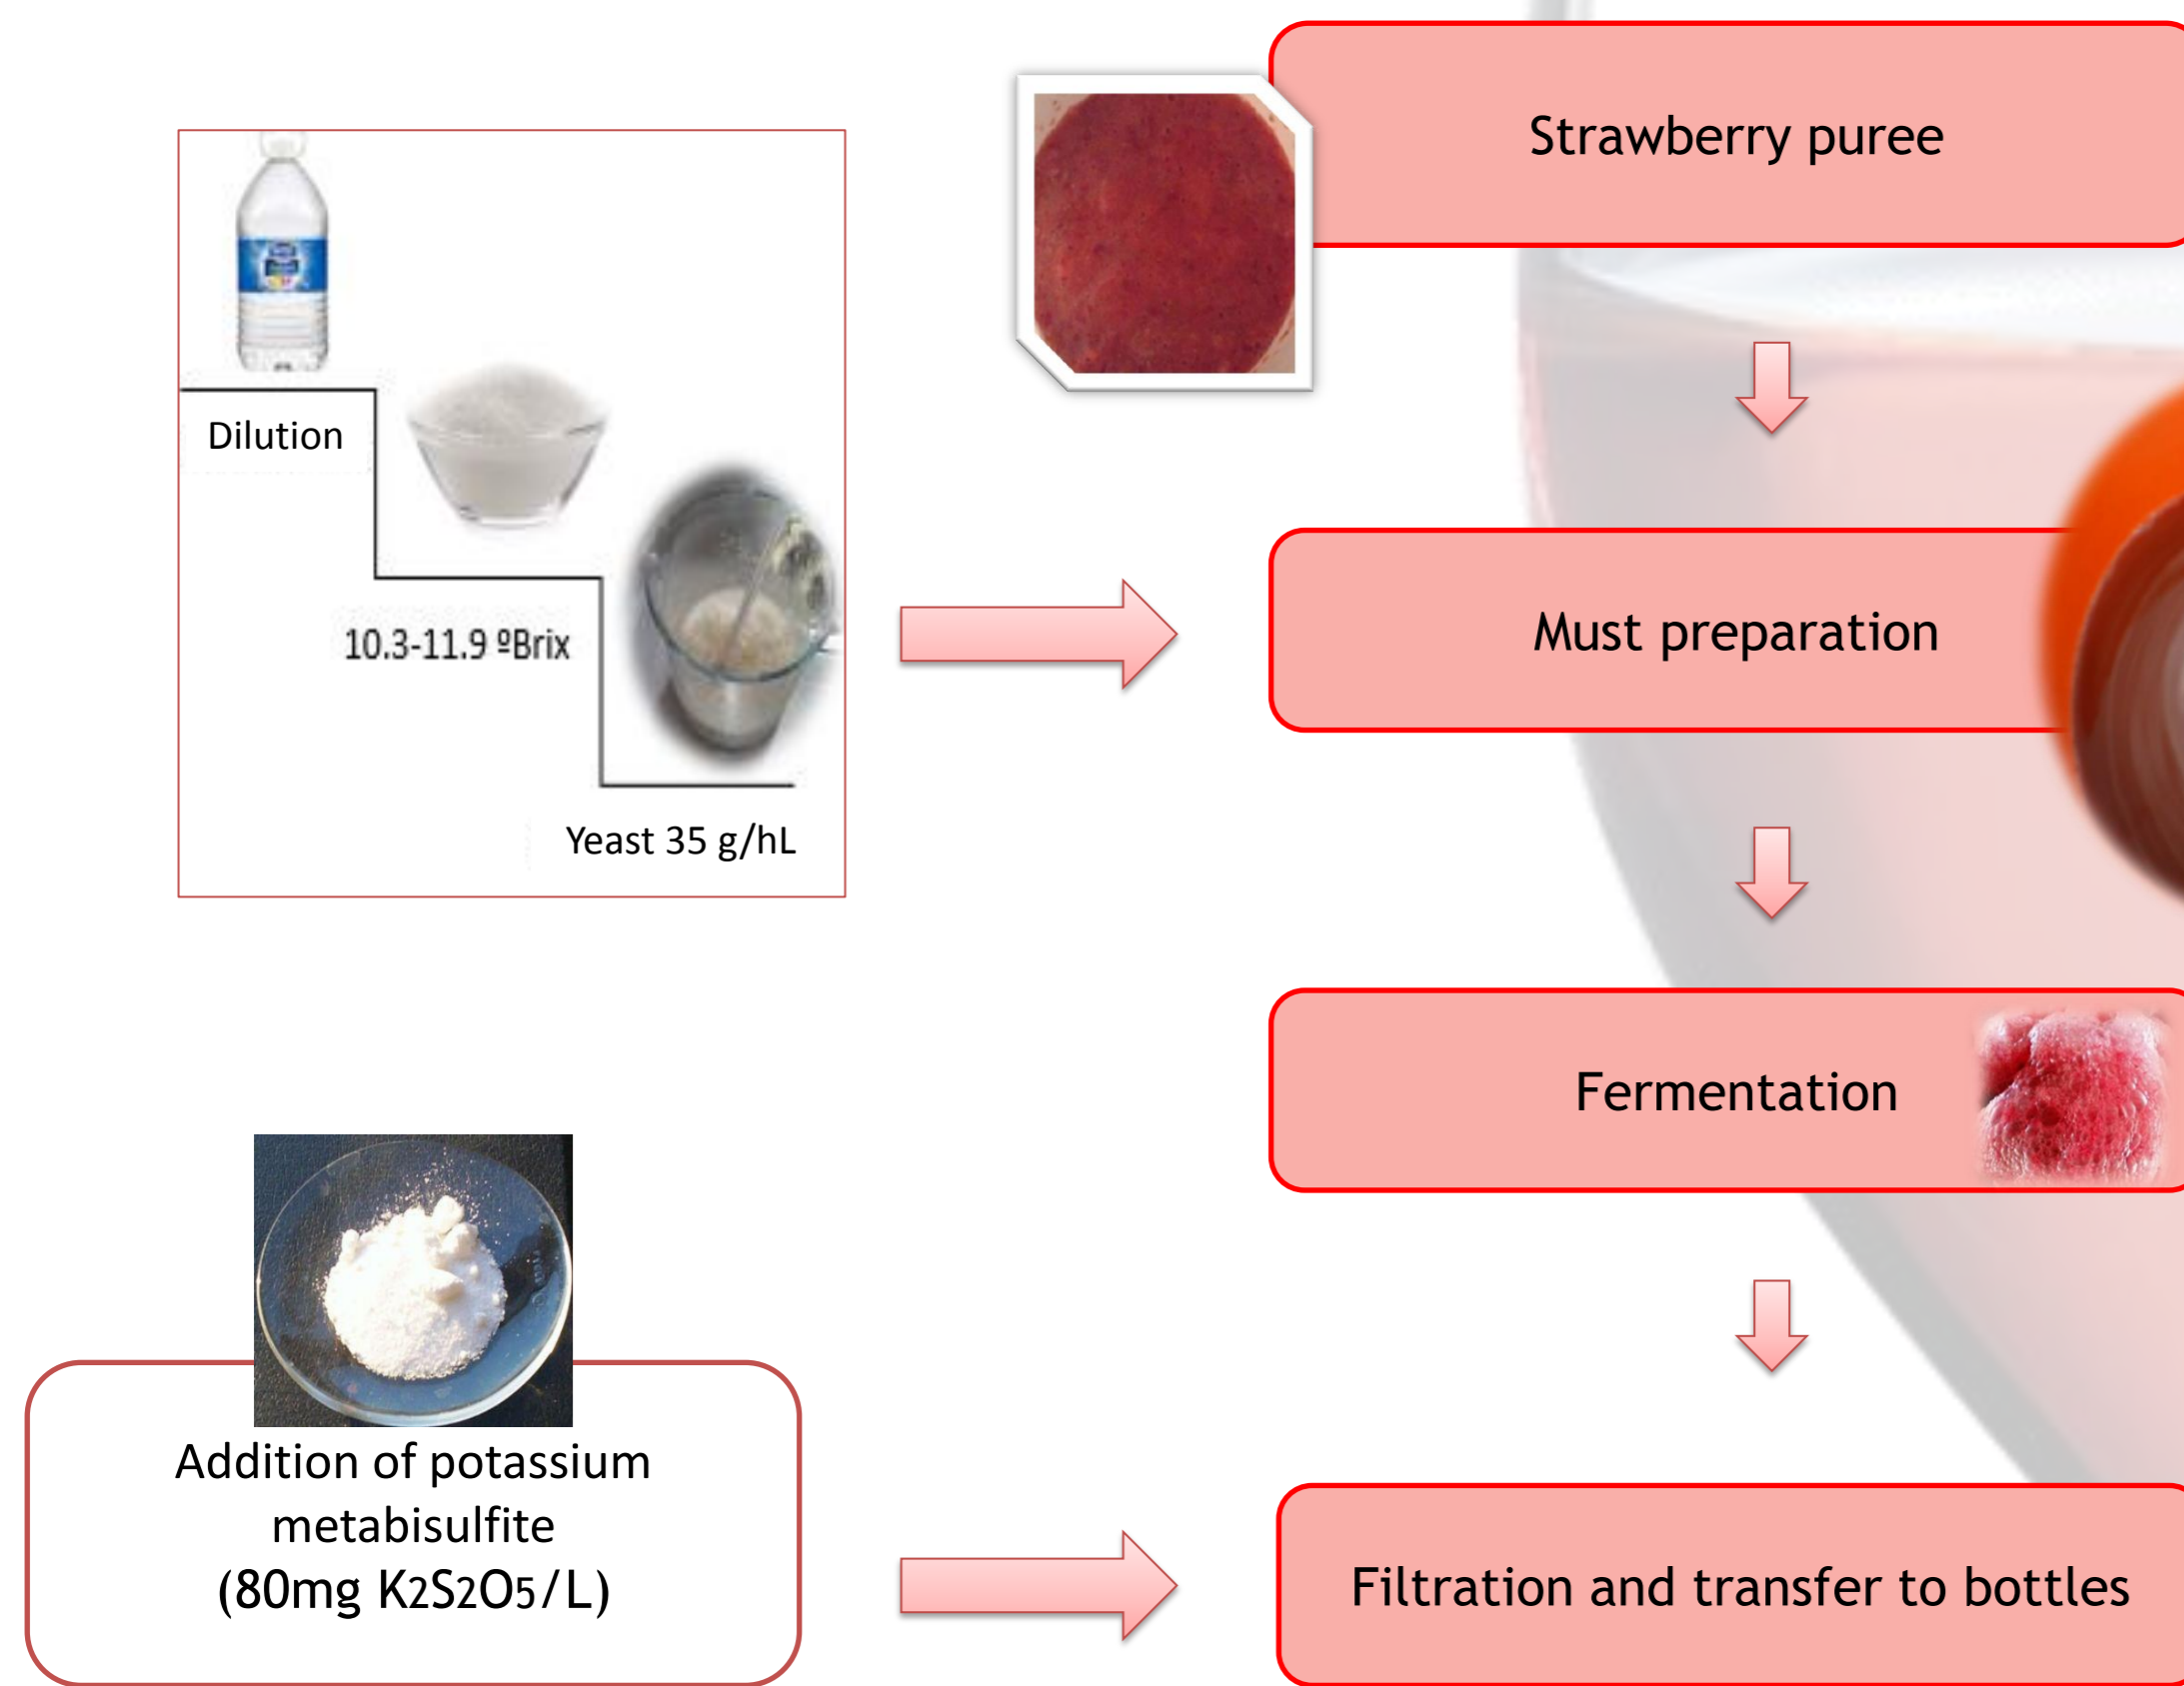 Strawberry puree
Dilution
10.3-11.9 ºBrix
Yeast 35 g/hL
Must preparation
Fermentation
Addition of potassium
metabisulfite
(80mg K2S2O5/L)
Filtration and transfer to bottles